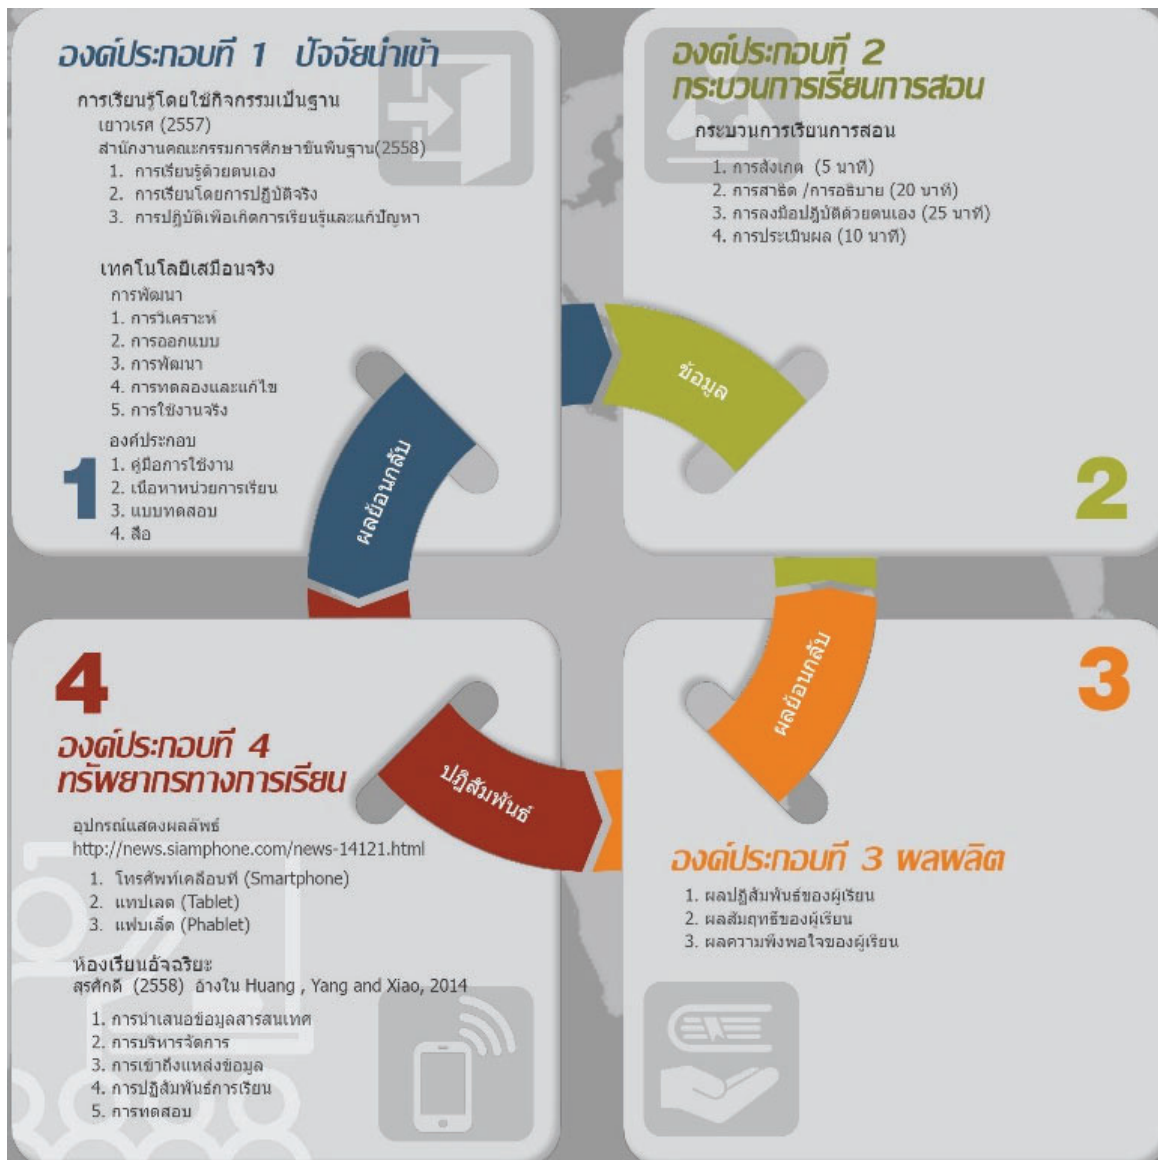 องค์ประกอบที่ 1 ปัจจัยนำเข้า
การเรียนรู้โดยใช้กิจกรรมเป็นฐาน
เยาวเรศ (2557)
สำนักงานคณะกรรมการศึกษาขั้นพื้นฐาน(2558)
1. การเรียนรู้ด้วยตนเอง
2. การเรียนโดยการปฏิบัติจริง
3. การปฏิบัติเพื่อเกิดการเรียนรู้และแก้ปัญหา
เทคโนโลยีเสมือนจริง
การพัฒนา
1. การวิเคราะห์
2. การออกแบบ
3. การพัฒนา
4. การทดลองและแก้ไข
5. การใช้งานจริง
องค์ประกอบ
1. คู่มือการใช้งาน
2. เนื้อหาหน่วยการเรียน
3. แบบทดสอบ
4. สื่อ
1
ผลย้อนกลับ
องค์ประกอบที่ 2
กระบวนการเรียนการสอน
กระบวนการเรียนการสอน
1. การสังเกต (5 นาที)
2. การสาธิต /การอธิบาย (20 นาที)
3. การลงมือปฏิบัติด้วยตนเอง (25 นาที)
4. การประเมินผล (10 นาที)
ข้อมูล
2
3
ผลย้อนกลับ
องค์ประกอบที่ 3 ผลผลิต
1. ผลปฏิสัมพันธ์ของผู้เรียน
2. ผลสัมฤทธิ์ของผู้เรียน
3. ผลความพึงพอใจของผู้เรียน
4
องค์ประกอบที่ 4
ทรัพยากรทางการเรียน
ปฏิสัมพันธ์
อุปกรณ์แสดงผลลัพธ์
http://news.siamphone.com/news-14121.html
1. โทรศัพท์เคลื่อนที่ (Smartphone)
2. แทปเลต (Tablet)
3. แฟบเล็ต (Phablet)
ห้องเรียนอัจฉริยะ
สุรศักดิ์ (2558) อ้างใน Huang , Yang and Xiao, 2014
1. การนำเสนอข้อมูลสารสนเทศ
2. การบริหารจัดการ
3. การเข้าถึงแหล่งข้อมูล
4. การปฏิสัมพันธ์การเรียน
5. การทดสอบ